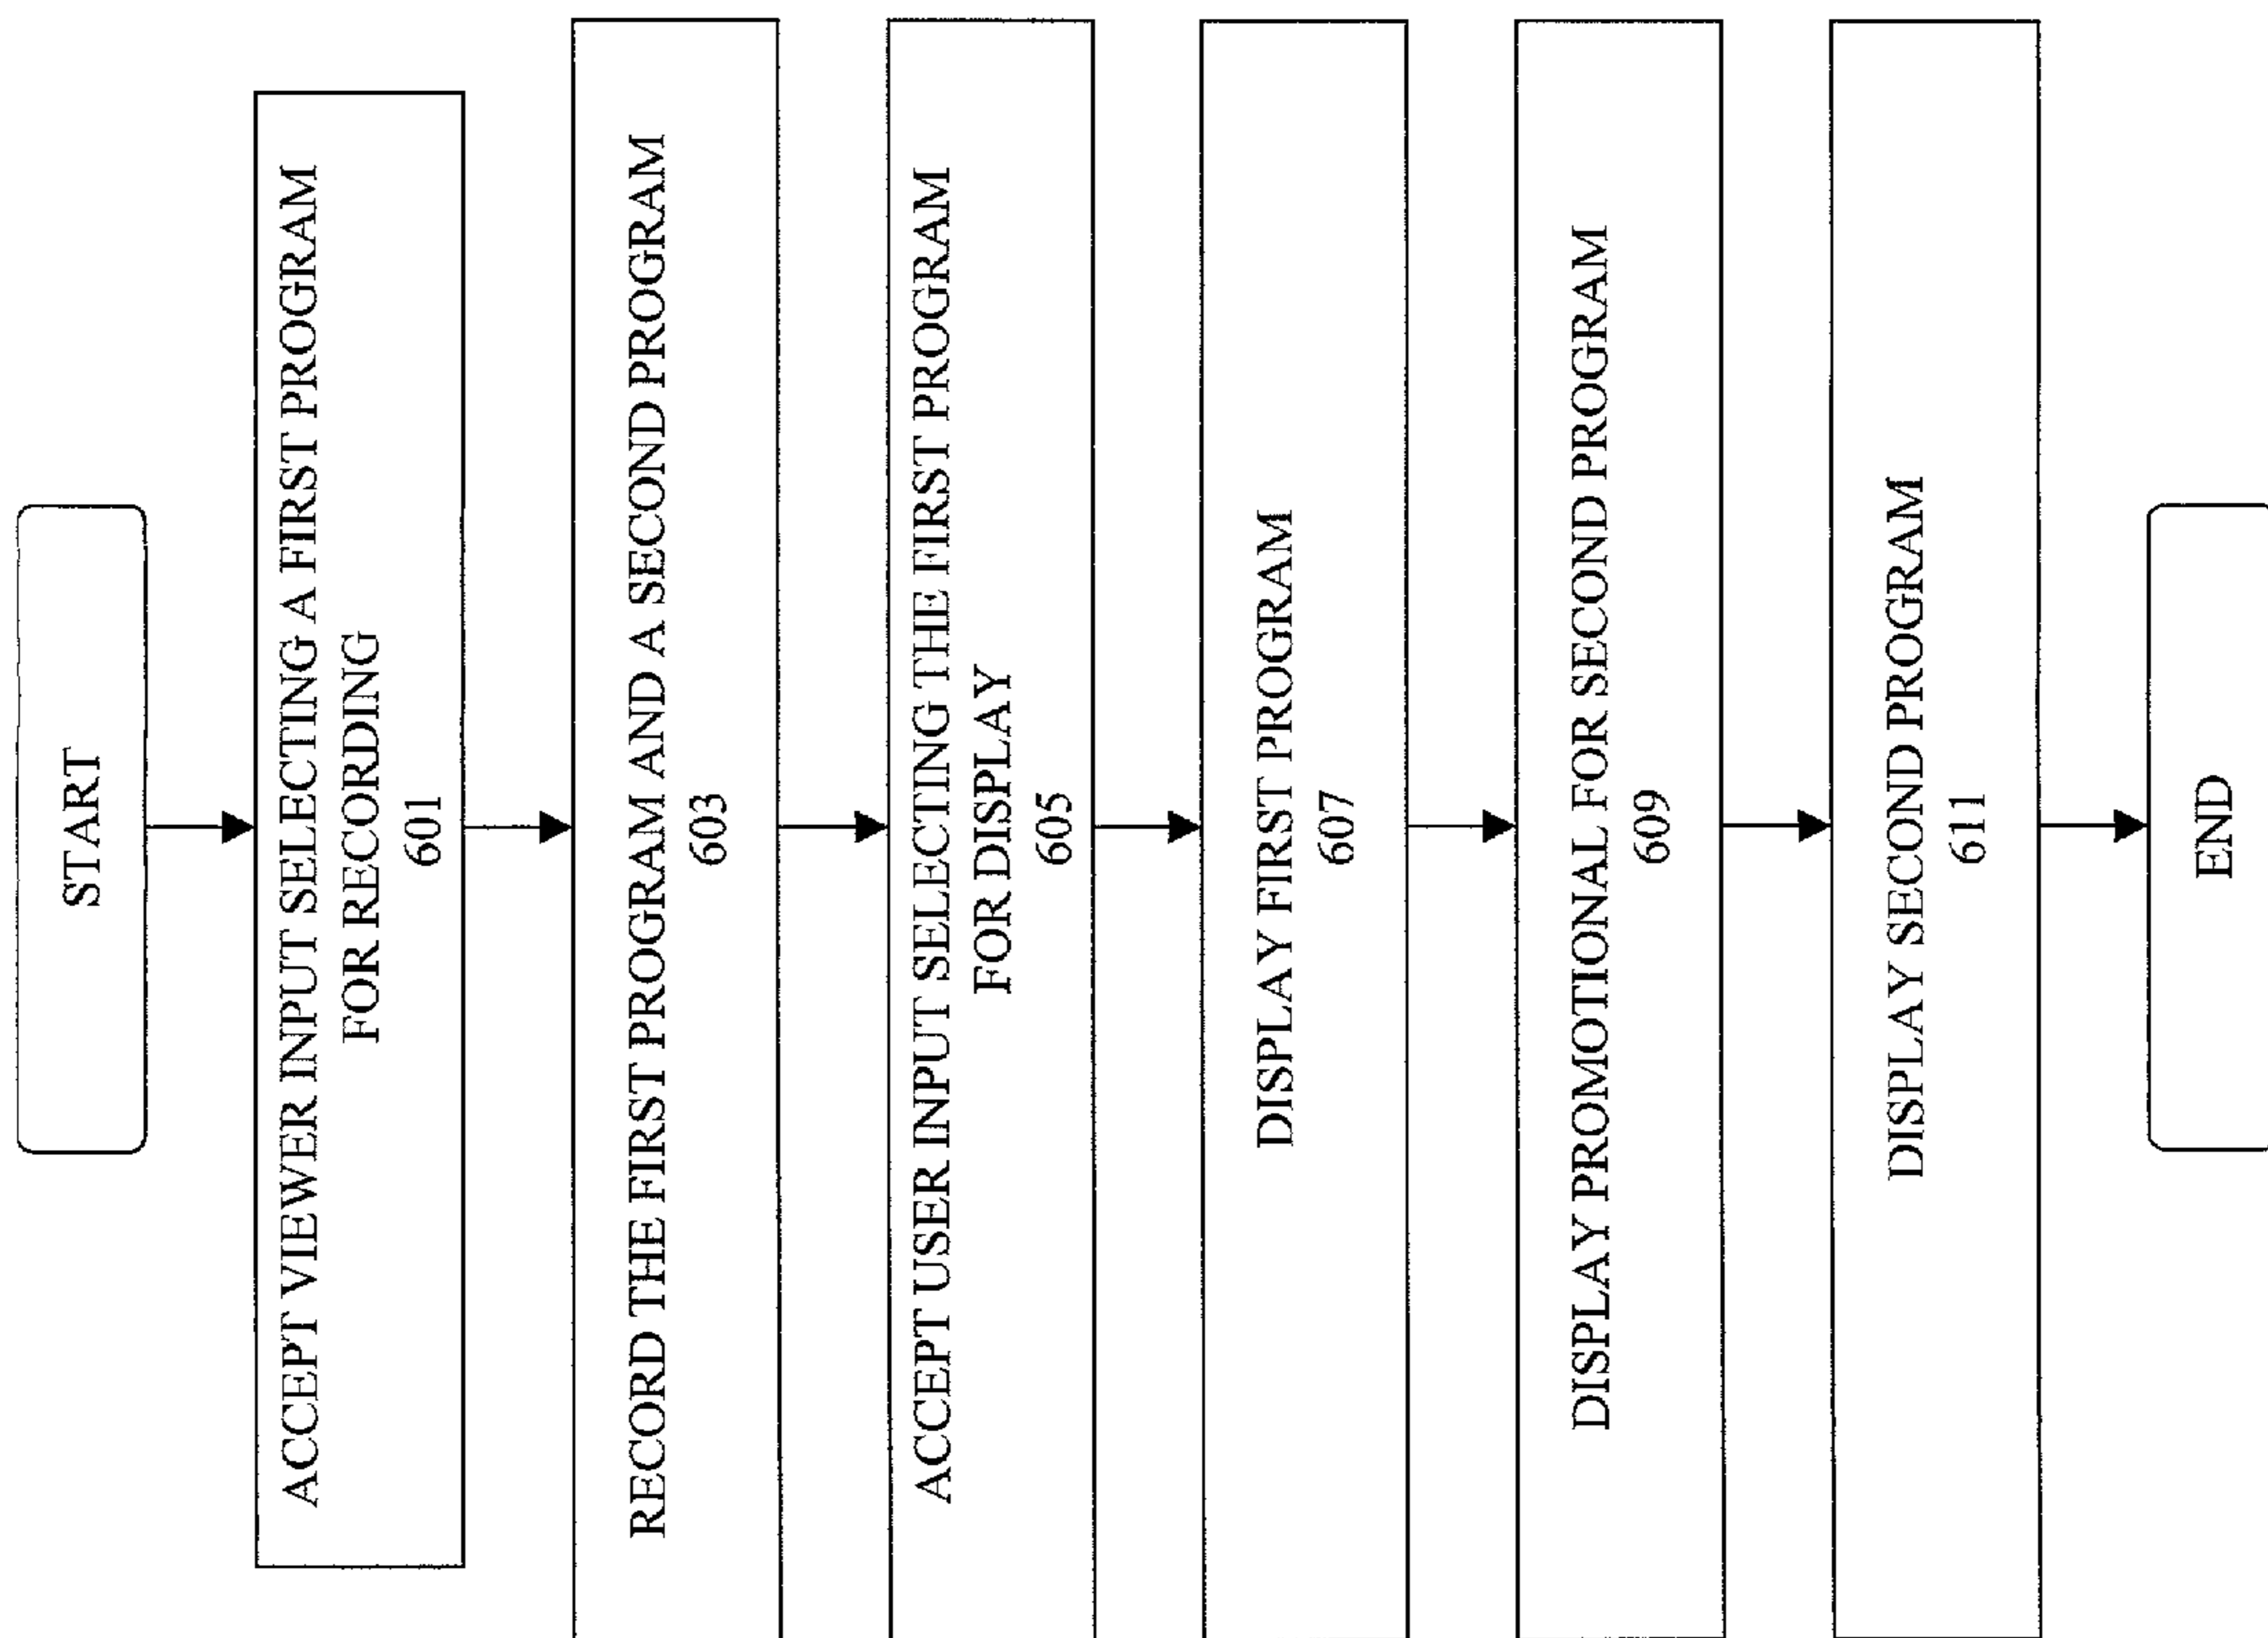 START
ACCEPT VIEWER INPUT SELECTING A FIRST PROGRAM
FOR RECORDING
601
RECORD THE FIRST PROGRAM AND A SECOND PROGRAM
603
ACCEPT USER INPUT SELECTING THE FIRST PROGRAM
FOR DISPLAY
605
DISPLAY FIRST PROGRAM
607
DISPLAY PROMOTIONAL FOR SECOND PROGRAM
609
DISPLAY SECOND PROGRAM
611
END